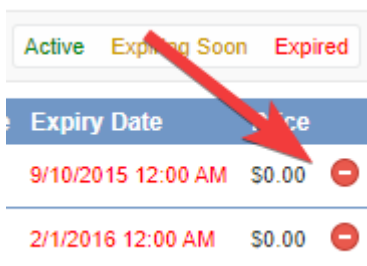 Active Expiring Soon Expired
Expiry Date Price
9/10/2015 12:00 AM $0.00
2/1/2016 12:00 AM $0.00